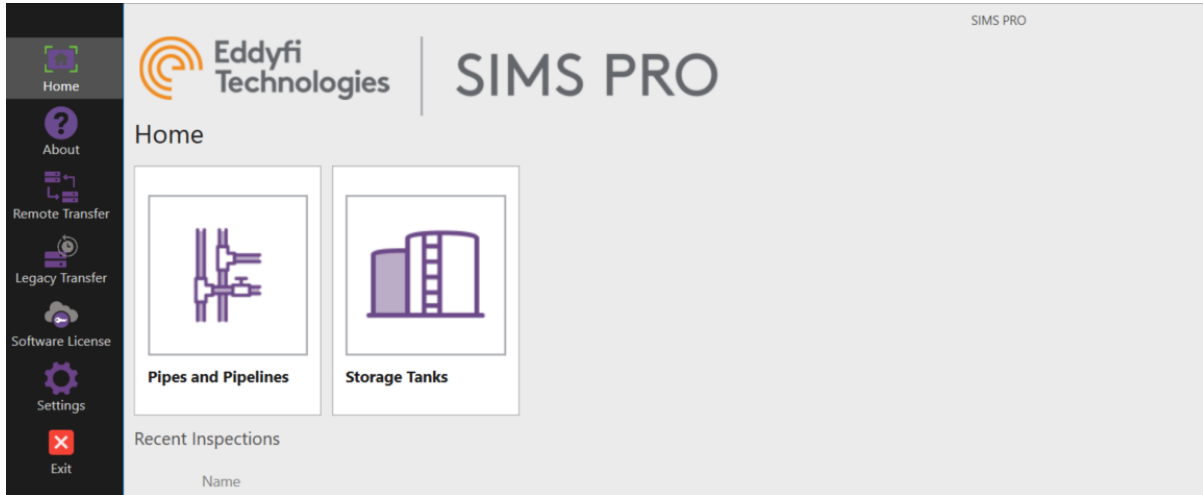 SIMS PRO
Home
About
Remote Transfer
Legacy Transfer
Software License
Settings
Exit
Eddyfi
Technologies
SIMS PRO
Home
Pipes and Pipelines
Storage Tanks
Recent Inspections
Name